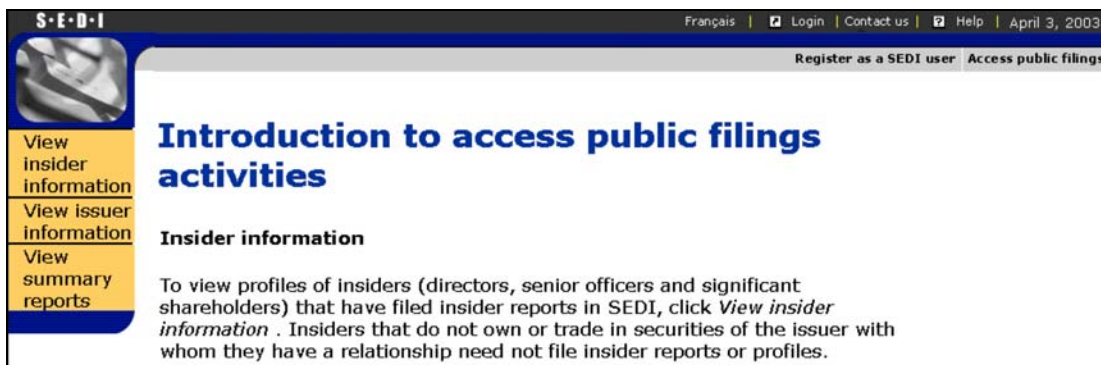 S•E•D•I
Français | Login | Contact us | Help | April 3, 2003
Register as a SEDI user Access public filings
View
insider
information
View issuer
information
View
summary
reports
Introduction to access public filings
activities
Insider information
To view profiles of insiders (directors, senior officers and significant
shareholders) that have filed insider reports in SEDI, click View insider
information . Insiders that do not own or trade in securities of the issuer with
whom they have a relationship need not file insider reports or profiles.